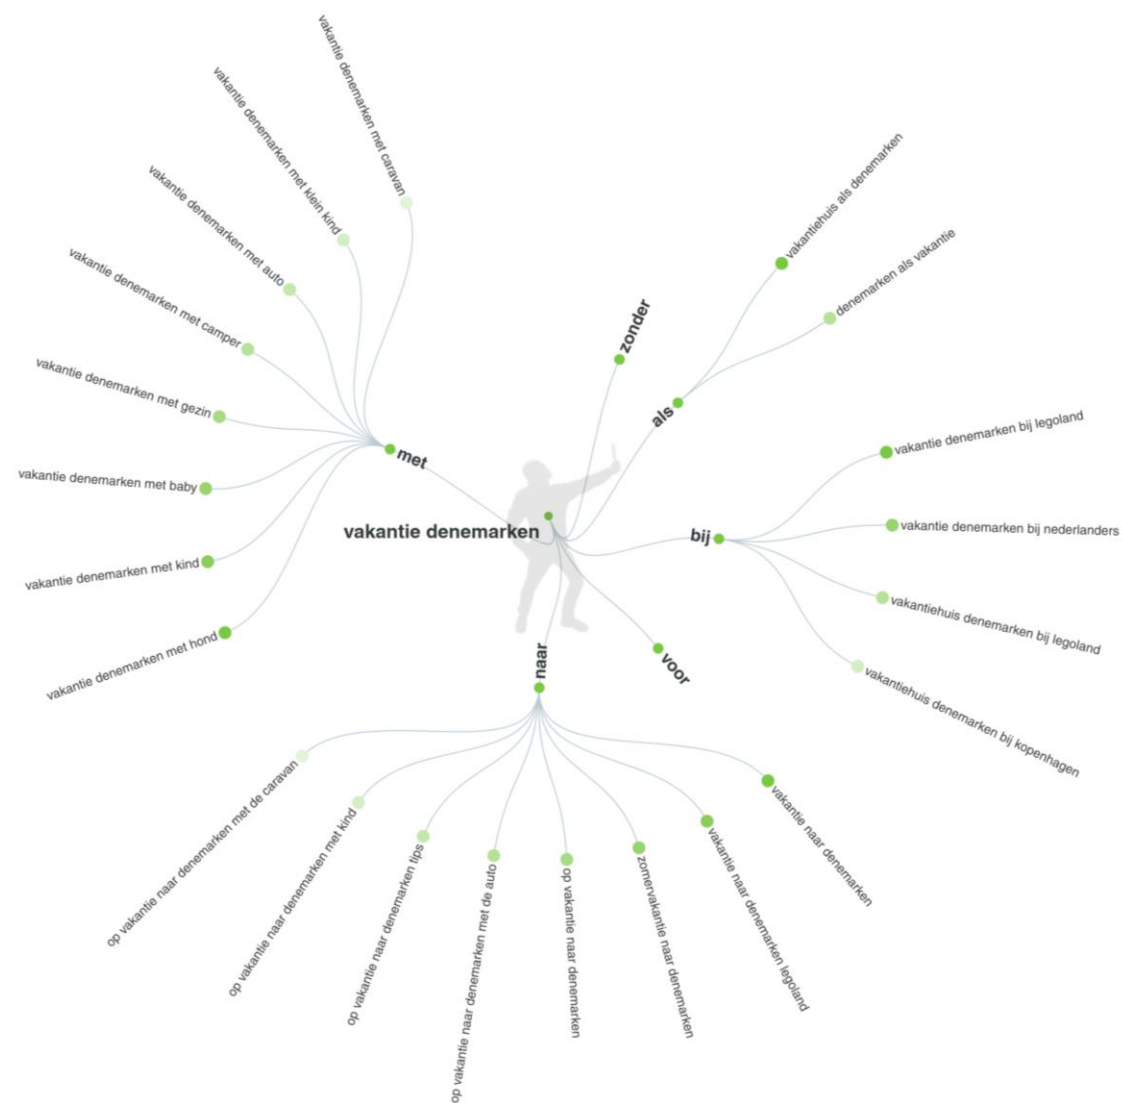 vakantie denemarken
zonder
als
vakantiehuis als denemarken
denemarken als vakantie
bij
vakantie denemarken bij legoland
vakantie denemarken bij nederlanders
vakantiehuis denemarken bij legoland
vakantiehuis denemarken bij kopenhagen
voor
naar
vakantie naar denemarken
vakantie naar denemarken legoland
zomervakantie naar denemarken
op vakantie naar denemarken
op vakantie naar denemarken met de auto
op vakantie naar denemarken tips
op vakantie naar denemarken met kind
op vakantie naar denemarken met de caravan
met
vakantie denemarken met hond
vakantie denemarken met kind
vakantie denemarken met baby
vakantie denemarken met gezin
vakantie denemarken met camper
vakantie denemarken met auto
vakantie denemarken met klein kind
vakantie denemarken met caravan